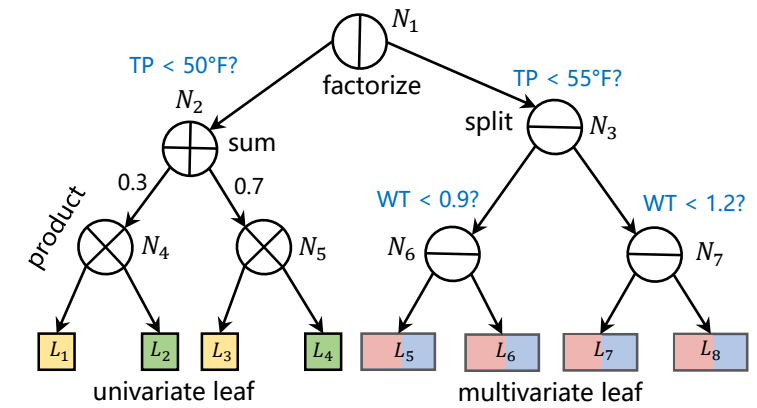 N₁
TP < 50°F?
factorize
TP < 55°F?
N₂
sum
split
N₃
0.3
0.7
WT < 0.9?
WT < 1.2?
product
N₄
N₅
N₆
N₇
L₁
L₂
L₃
L₄
L₅
L₆
L₇
L₈
univariate leaf
multivariate leaf